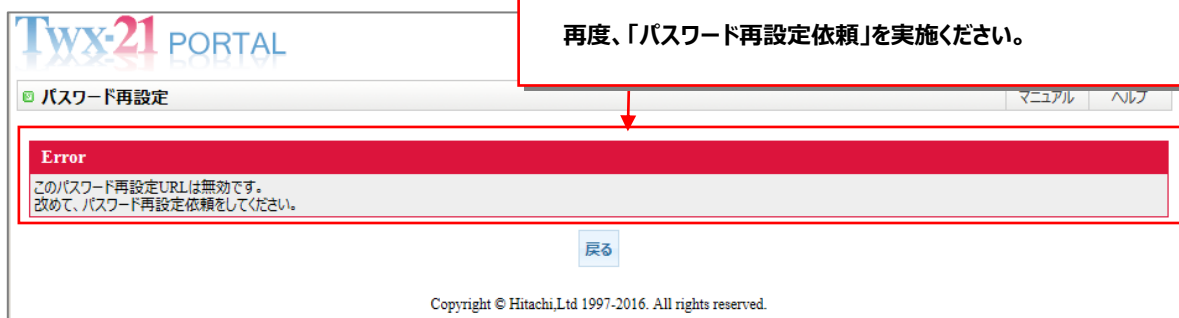 Twx-21 PORTAL
再度、「パスワード再設定依頼」を実施ください。
パスワード再設定
マニュアル ヘルプ
Error
このパスワード再設定URLは無効です。
改めて、パスワード再設定依頼をしてください。
戻る
Copyright © Hitachi,Ltd 1997-2016. All rights reserved.